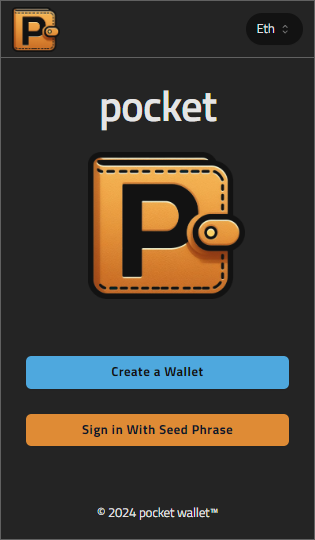 P
Eth
pocket
P
Create a Wallet
Sign in With Seed Phrase
© 2024 pocket wallet™